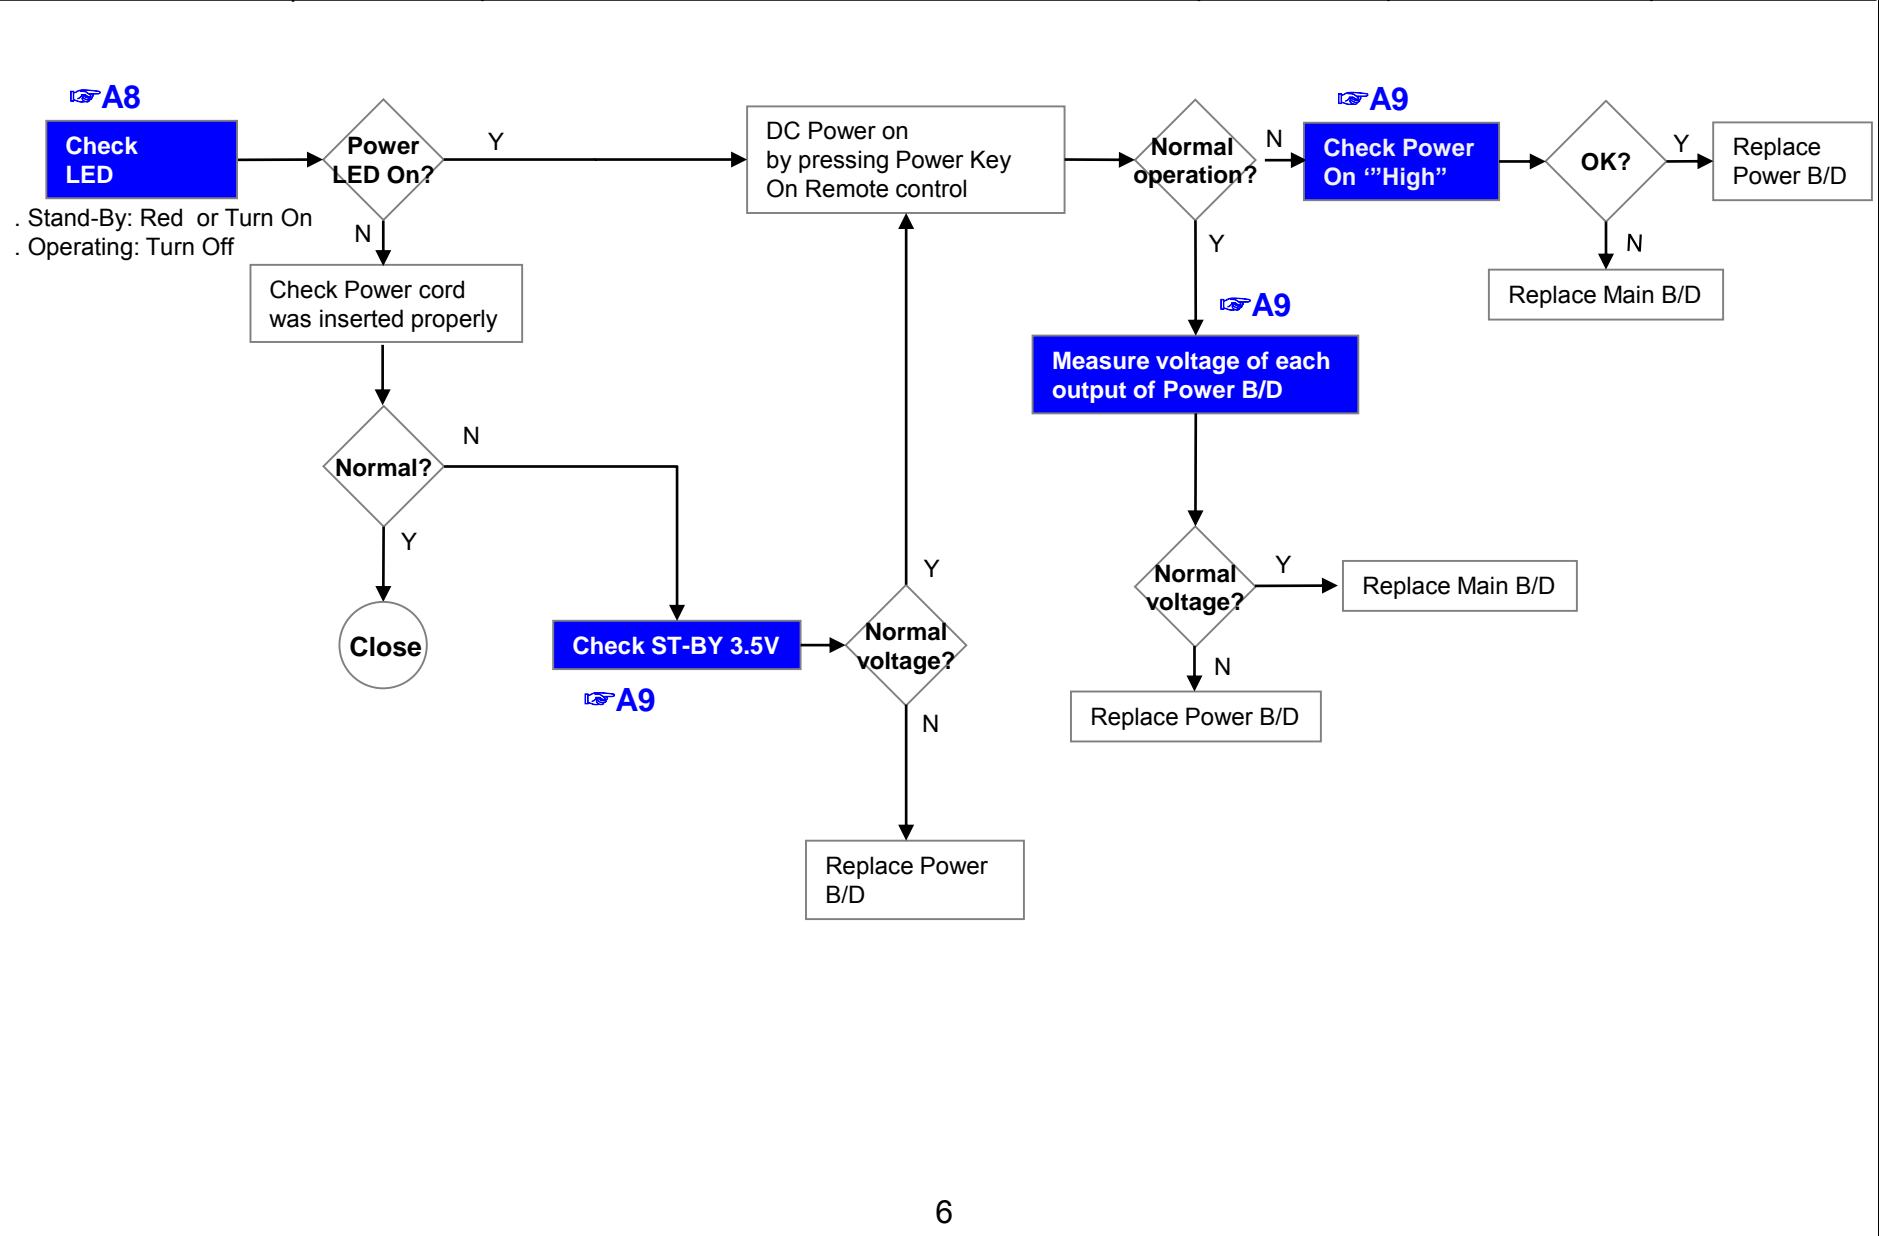 ☞A8
Check
LED
. Stand-By: Red or Turn On
. Operating: Turn Off
Power
LED On?
Y
N
Check Power cord
was inserted properly
Normal?
N
Y
Close
Check ST-BY 3.5V
☞A9
Normal
voltage?
Y
N
Replace Power
B/D
DC Power on
by pressing Power Key
On Remote control
Normal
operation?
N
Y
☞A9
Check Power
On ‘”High”
OK?
Y
Replace
Power B/D
N
Replace Main B/D
☞A9
Measure voltage of each
output of Power B/D
Normal
voltage?
Y
Replace Main B/D
N
Replace Power B/D
6